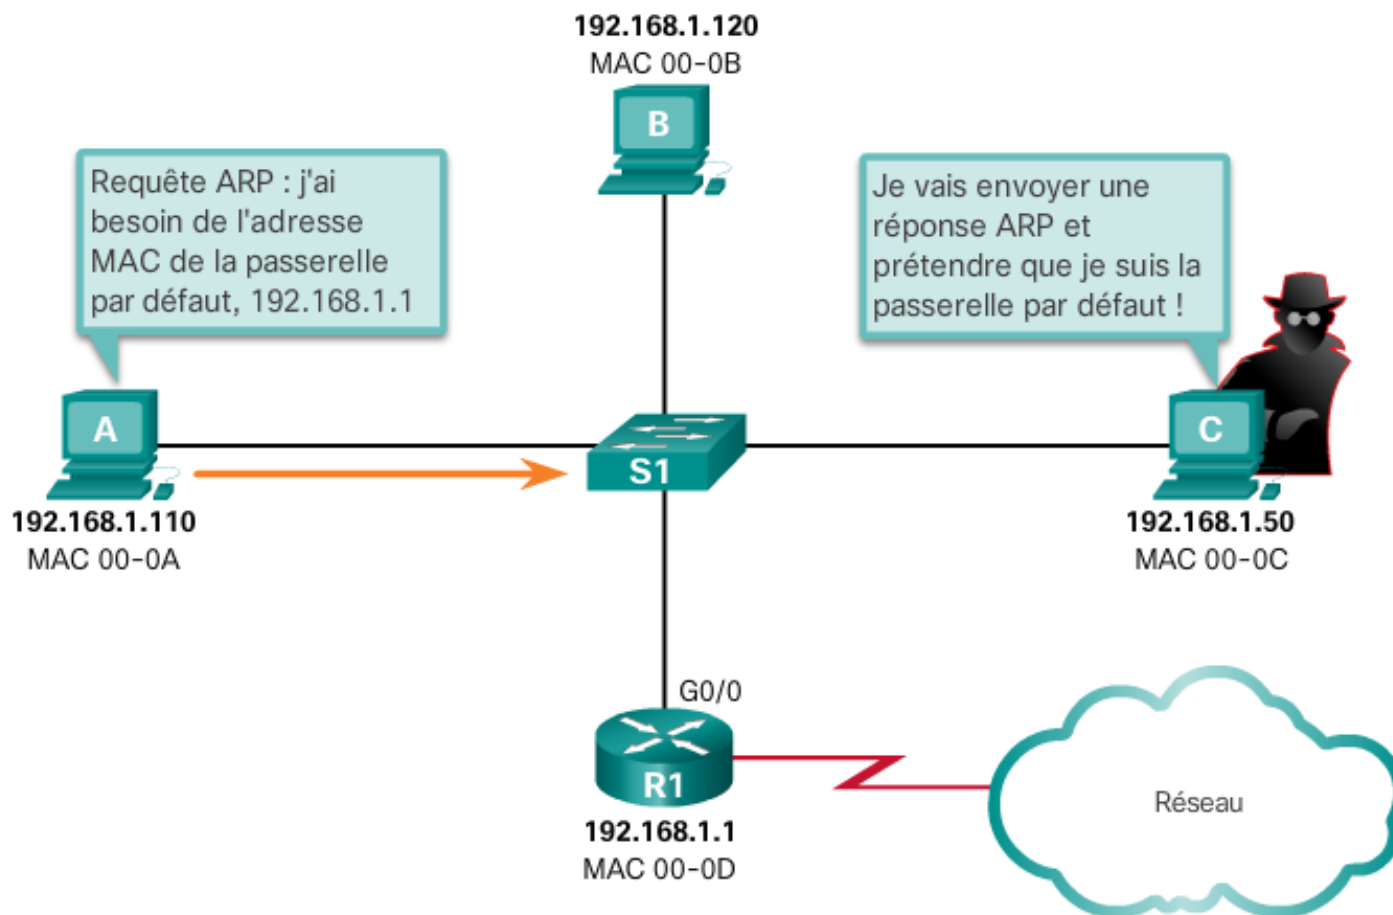 192.168.1.120
MAC 00-0B
B
Requête ARP : j'ai
besoin de l'adresse
MAC de la passerelle
par défaut, 192.168.1.1
Je vais envoyer une
réponse ARP et
prétendre que je suis la
passerelle par défaut !
A
S1
C
192.168.1.110
MAC 00-0A
192.168.1.50
MAC 00-0C
G0/0
R1
192.168.1.1
MAC 00-0D
Réseau